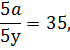 5a/5y = 35,